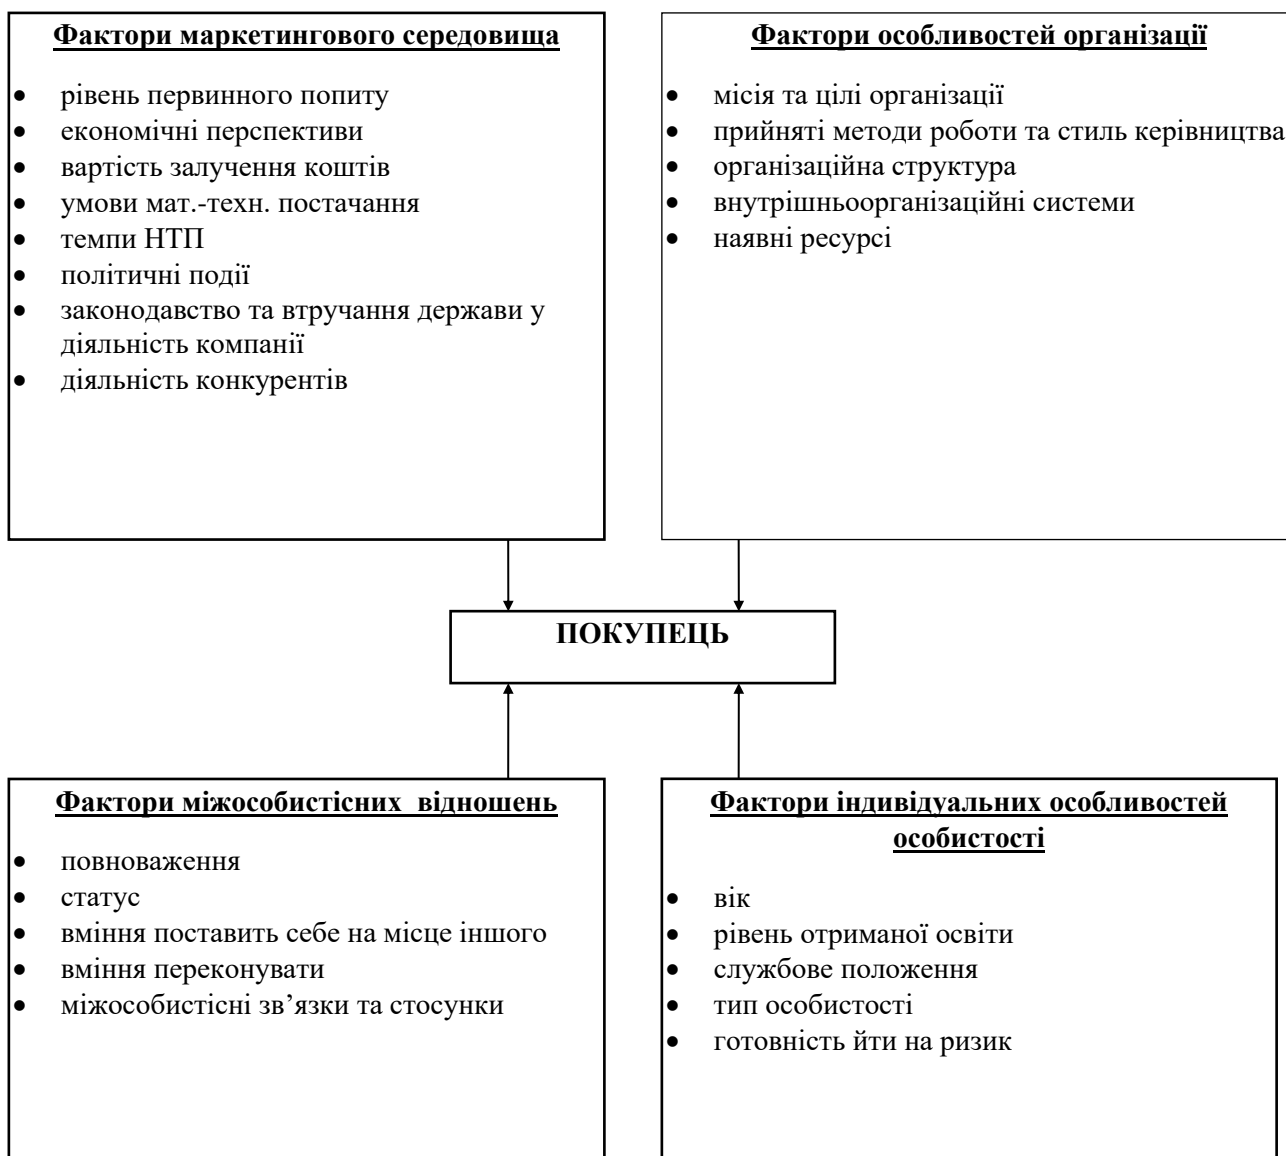 Фактори маркетингового середовища
• рівень первинного попиту
• економічні перспективи
• вартість залучення коштів
• умови мат.-техн. постачання
• темпи НТП
• політичні події
• законодавство та втручання держави у
діяльність компанії
• діяльність конкурентів
Фактори особливостей організації
• місія та цілі організації
• прийняті методи роботи та стиль керівництва
• організаційна структура
• внутрішньоорганізаційні системи
• наявні ресурсі
ПОКУПЕЦЬ
Фактори міжособистісних відношень
• повноваження
• статус
• вміння поставить себе на місце іншого
• вміння переконувати
• міжособистісні зв’язки та стосунки
Фактори індивідуальних особливостей
особистості
• вік
• рівень отриманої освіти
• службове положення
• тип особистості
• готовність йти на ризик